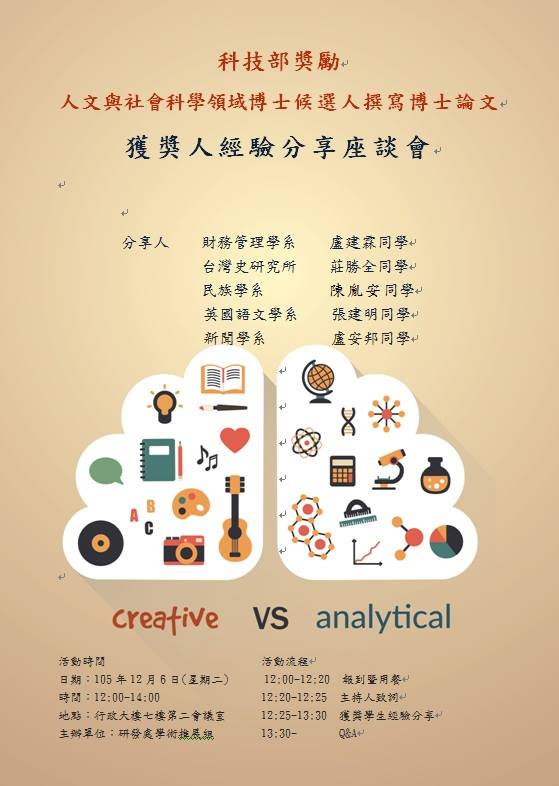 科技部獎勵
人文與社會科學領域博士候選人撰寫博士論文
獲獎人經驗分享座談會
分享人 財務管理學系 盧建霖同學
台灣史研究所 莊勝全同學
民族學系 陳胤安同學
英國語文學系 張建明同學
新聞學系 盧安邦同學
A B C
creative VS analytical
活動時間
日期：105年12月6日(星期二)
時間：12:00-14:00
地點：行政大樓七樓第二會議室
主辦單位：研發處學術推展組
活動流程
12:00-12:20 報到暨用餐
12:20-12:25 主持人致詞
12:25-13:30 獲獎學生經驗分享
13:30- Q&A